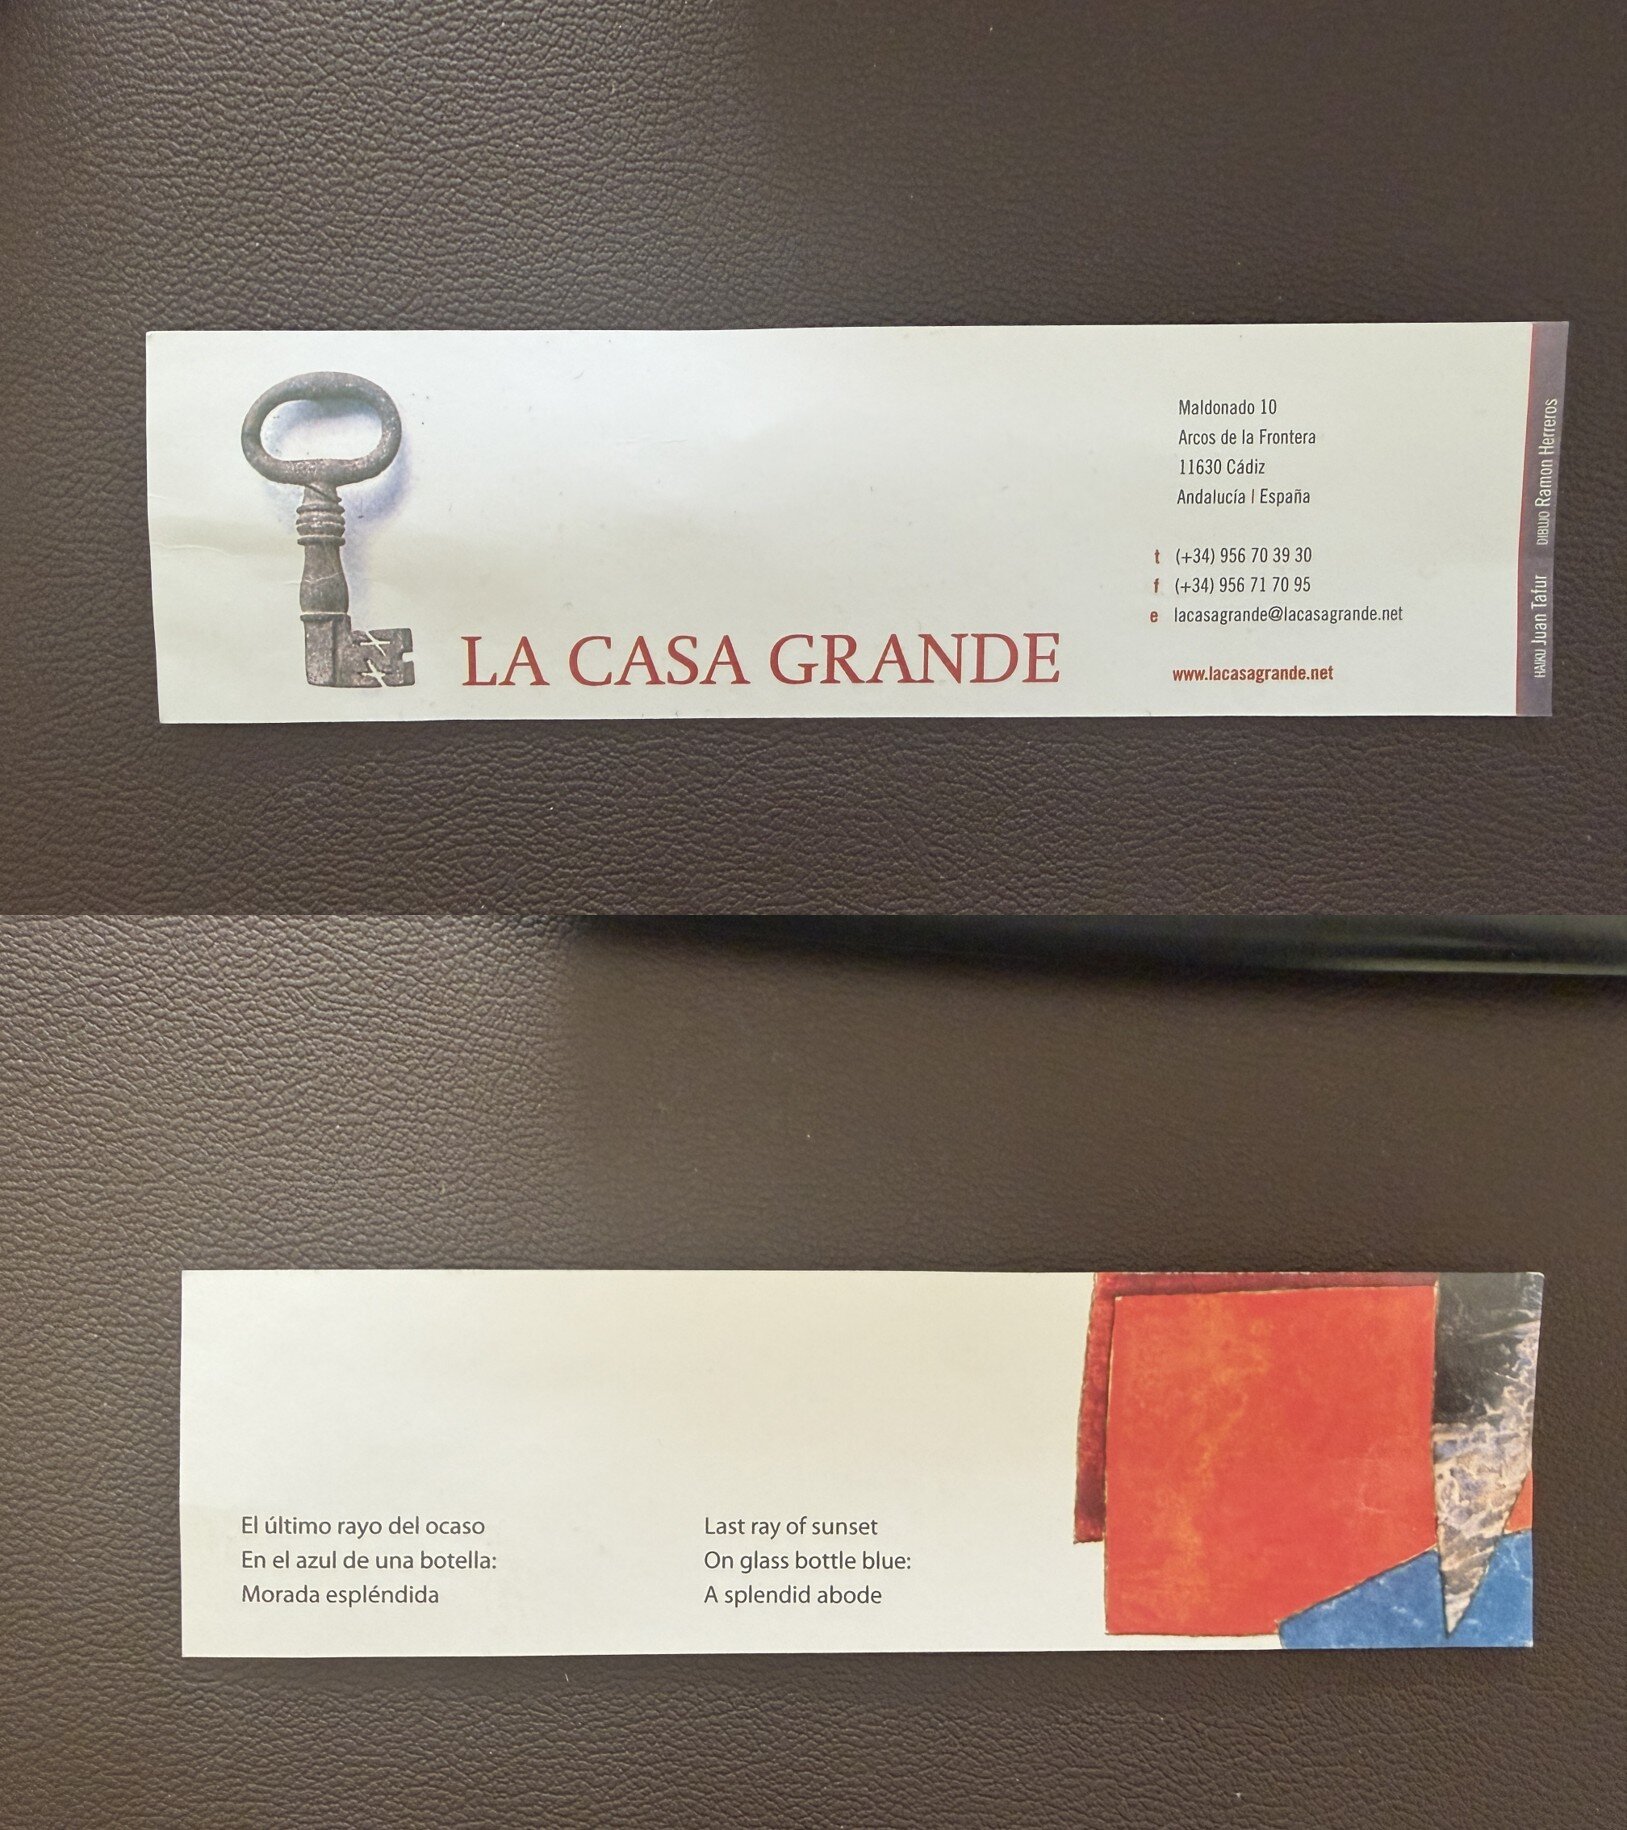 LA CASA GRANDE
Maldonado 10
Arcos de la Frontera
11630 Cádiz
Andalucía | España
t (+34) 956 70 39 30
f (+34) 956 71 70 95
e lacasagrande@lacasagrande.net
www.lacasagrande.net
HAIKU Juan Tafur DIBUJO Ramon Herreros
El último rayo del ocaso
En el azul de una botella:
Morada espléndida
Last ray of sunset
On glass bottle blue:
A splendid abode